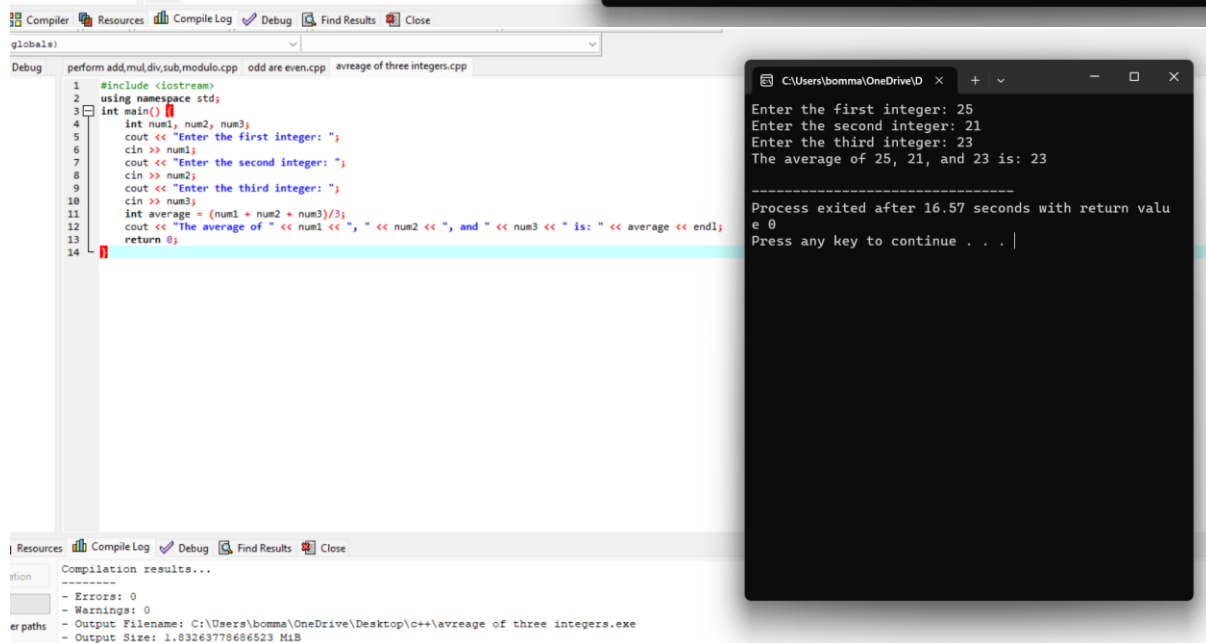 Compiler Resources Compile Log Debug Find Results Close
globals)
Debug perform add,mul,div,sub,modulo.cpp odd are even.cpp avreage of three integers.cpp
1 #include <iostream>
2 using namespace std;
3 int main() {
4 int num1, num2, num3;
5 cout << "Enter the first integer: ";
6 cin >> num1;
7 cout << "Enter the second integer: ";
8 cin >> num2;
9 cout << "Enter the third integer: ";
10 cin >> num3;
11 int average = (num1 + num2 + num3)/3;
12 cout << "The average of " << num1 << ", " << num2 << ", and " << num3 << " is: " << average << endl;
13 return 0;
14 }
C:\Users\bomma\OneDrive\D
Enter the first integer: 25
Enter the second integer: 21
Enter the third integer: 23
The average of 25, 21, and 23 is: 23
--------------------------------
Process exited after 16.57 seconds with return valu
e 0
Press any key to continue . . .
Resources Compile Log Debug Find Results Close
ation
er paths
Compilation results...
--------
- Errors: 0
- Warnings: 0
- Output Filename: C:\Users\bomma\OneDrive\Desktop\c++\avreage of three integers.exe
- Output Size: 1.83263778686523 MiB